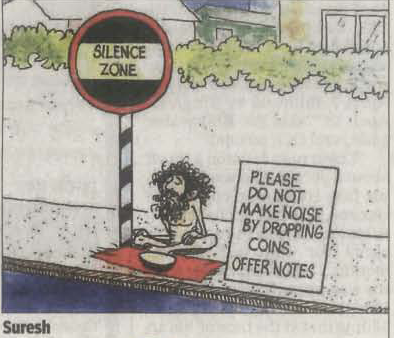 SILENCE
ZONE
PLEASE
DO NOT
MAKE NOISE
BY DROPPING
COINS.
OFFER NOTES
Suresh